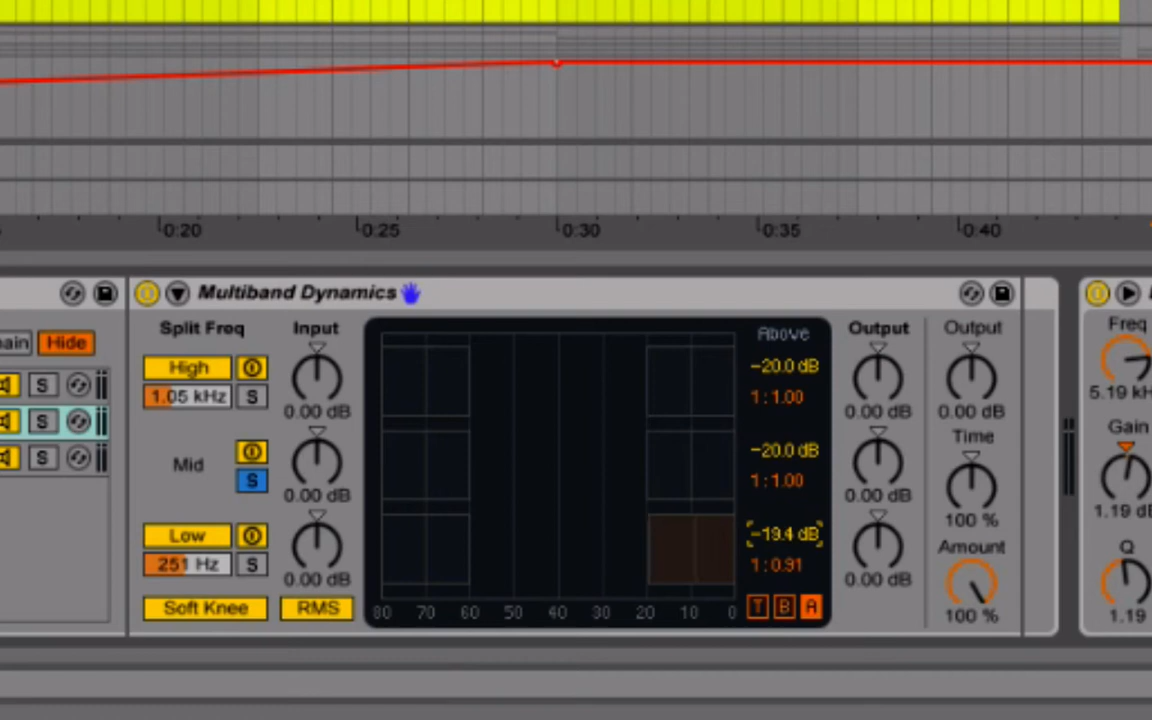 0:20 0:25 0:30 0:35 0:40
Multiband Dynamics
Hide
Split Freq Input Above Output Output Freq
High 0.00 dB -20.0 dB 0.00 dB 0.00 dB
1.05 kHz S 1:1.00 5.19
S Time Gain
Mid S 0.00 dB -20.0 dB 0.00 dB 100 %
S 1:1.00 1.19
Low 0.00 dB -19.4 dB 0.00 dB Amount Q
251 Hz S 1:0.91 100 % 1.19
Soft Knee RMS 80 70 60 50 40 30 20 10 0 T B A